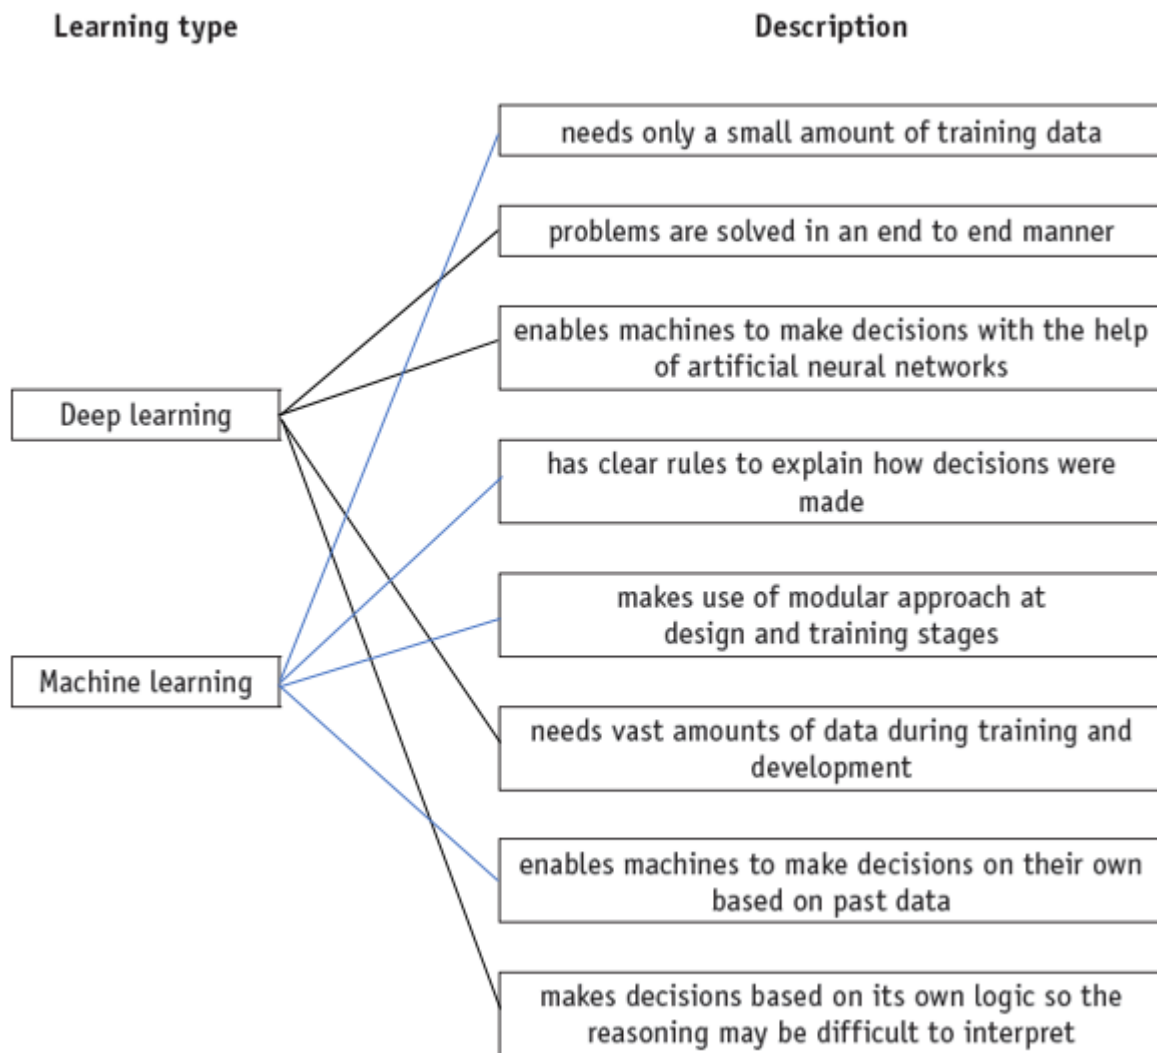 Learning type
Description
needs only a small amount of training data
problems are solved in an end to end manner
enables machines to make decisions with the help
of artificial neural networks
Deep learning
has clear rules to explain how decisions were
made
makes use of modular approach at
design and training stages
Machine learning
needs vast amounts of data during training and
development
enables machines to make decisions on their own
based on past data
makes decisions based on its own logic so the
reasoning may be difficult to interpret